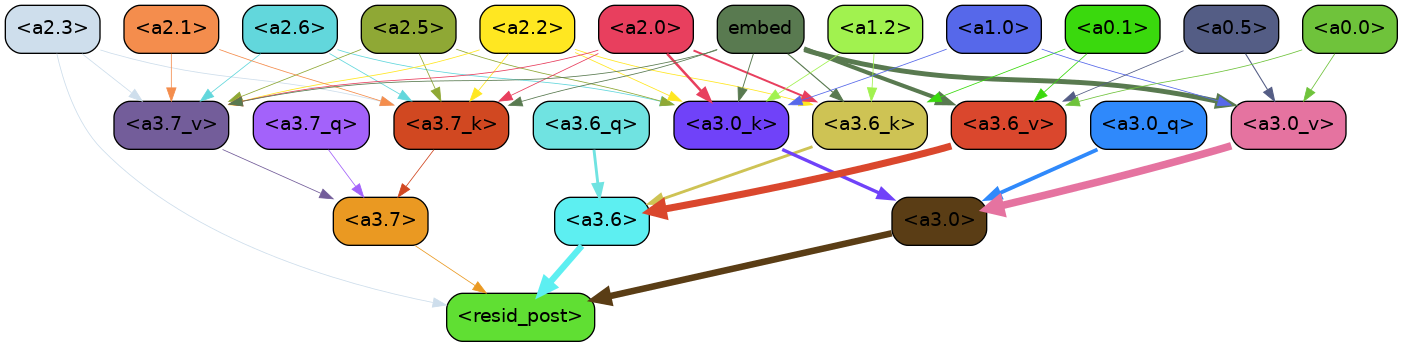 <a2.3> <a2.1> <a2.6> <a2.5> <a2.2> <a2.0> embed <a1.2> <a1.0> <a0.1> <a0.5> <a0.0>
<a3.7_v> <a3.7_q> <a3.7_k> <a3.6_q> <a3.0_k> <a3.6_k> <a3.6_v> <a3.0_q> <a3.0_v>
<a3.7> <a3.6> <a3.0>
<resid_post>